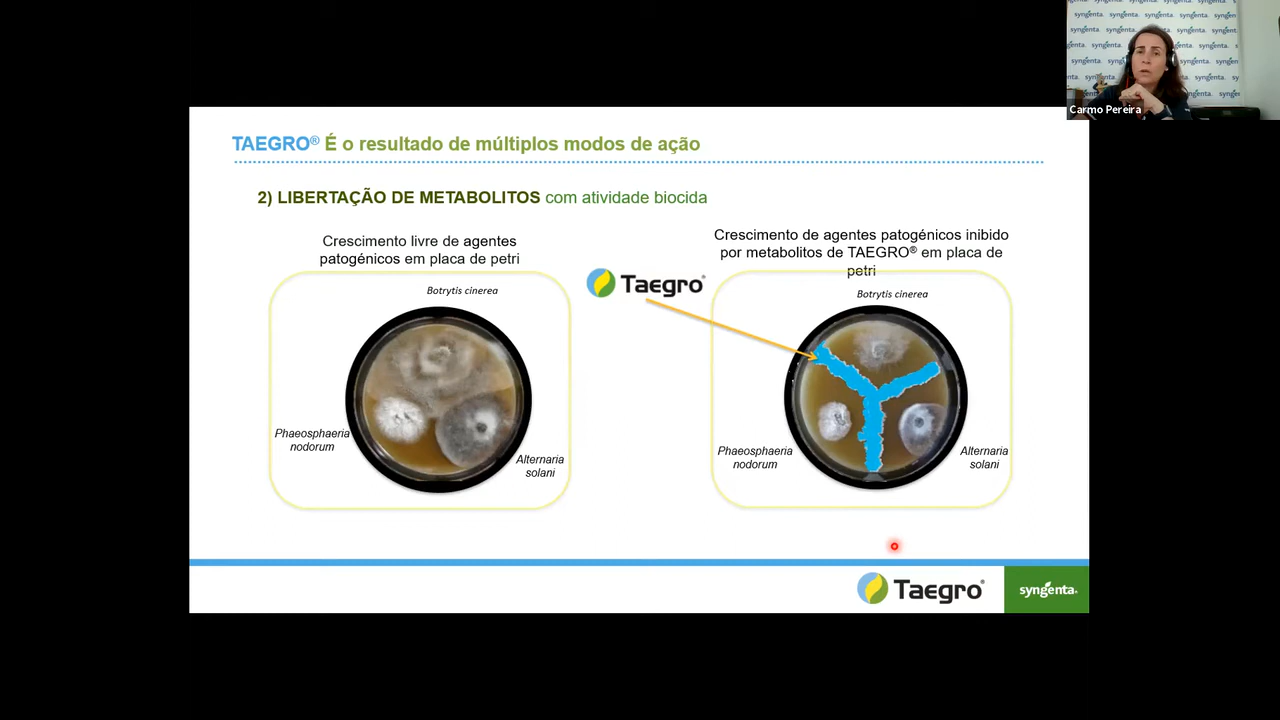 syngenta.
Carmo Pereira
TAEGRO® É o resultado de múltiplos modos de ação
2) LIBERTAÇÃO DE METABOLITOS com atividade biocida
Crescimento livre de agentes
patogénicos em placa de petri
Botrytis cinerea
Phaeosphaeria
nodorum
Alternaria
solani
Taegro®
Crescimento de agentes patogénicos inibido
por metabolitos de TAEGRO® em placa de
petri
Botrytis cinerea
Phaeosphaeria
nodorum
Alternaria
solani
Taegro®
syngenta.